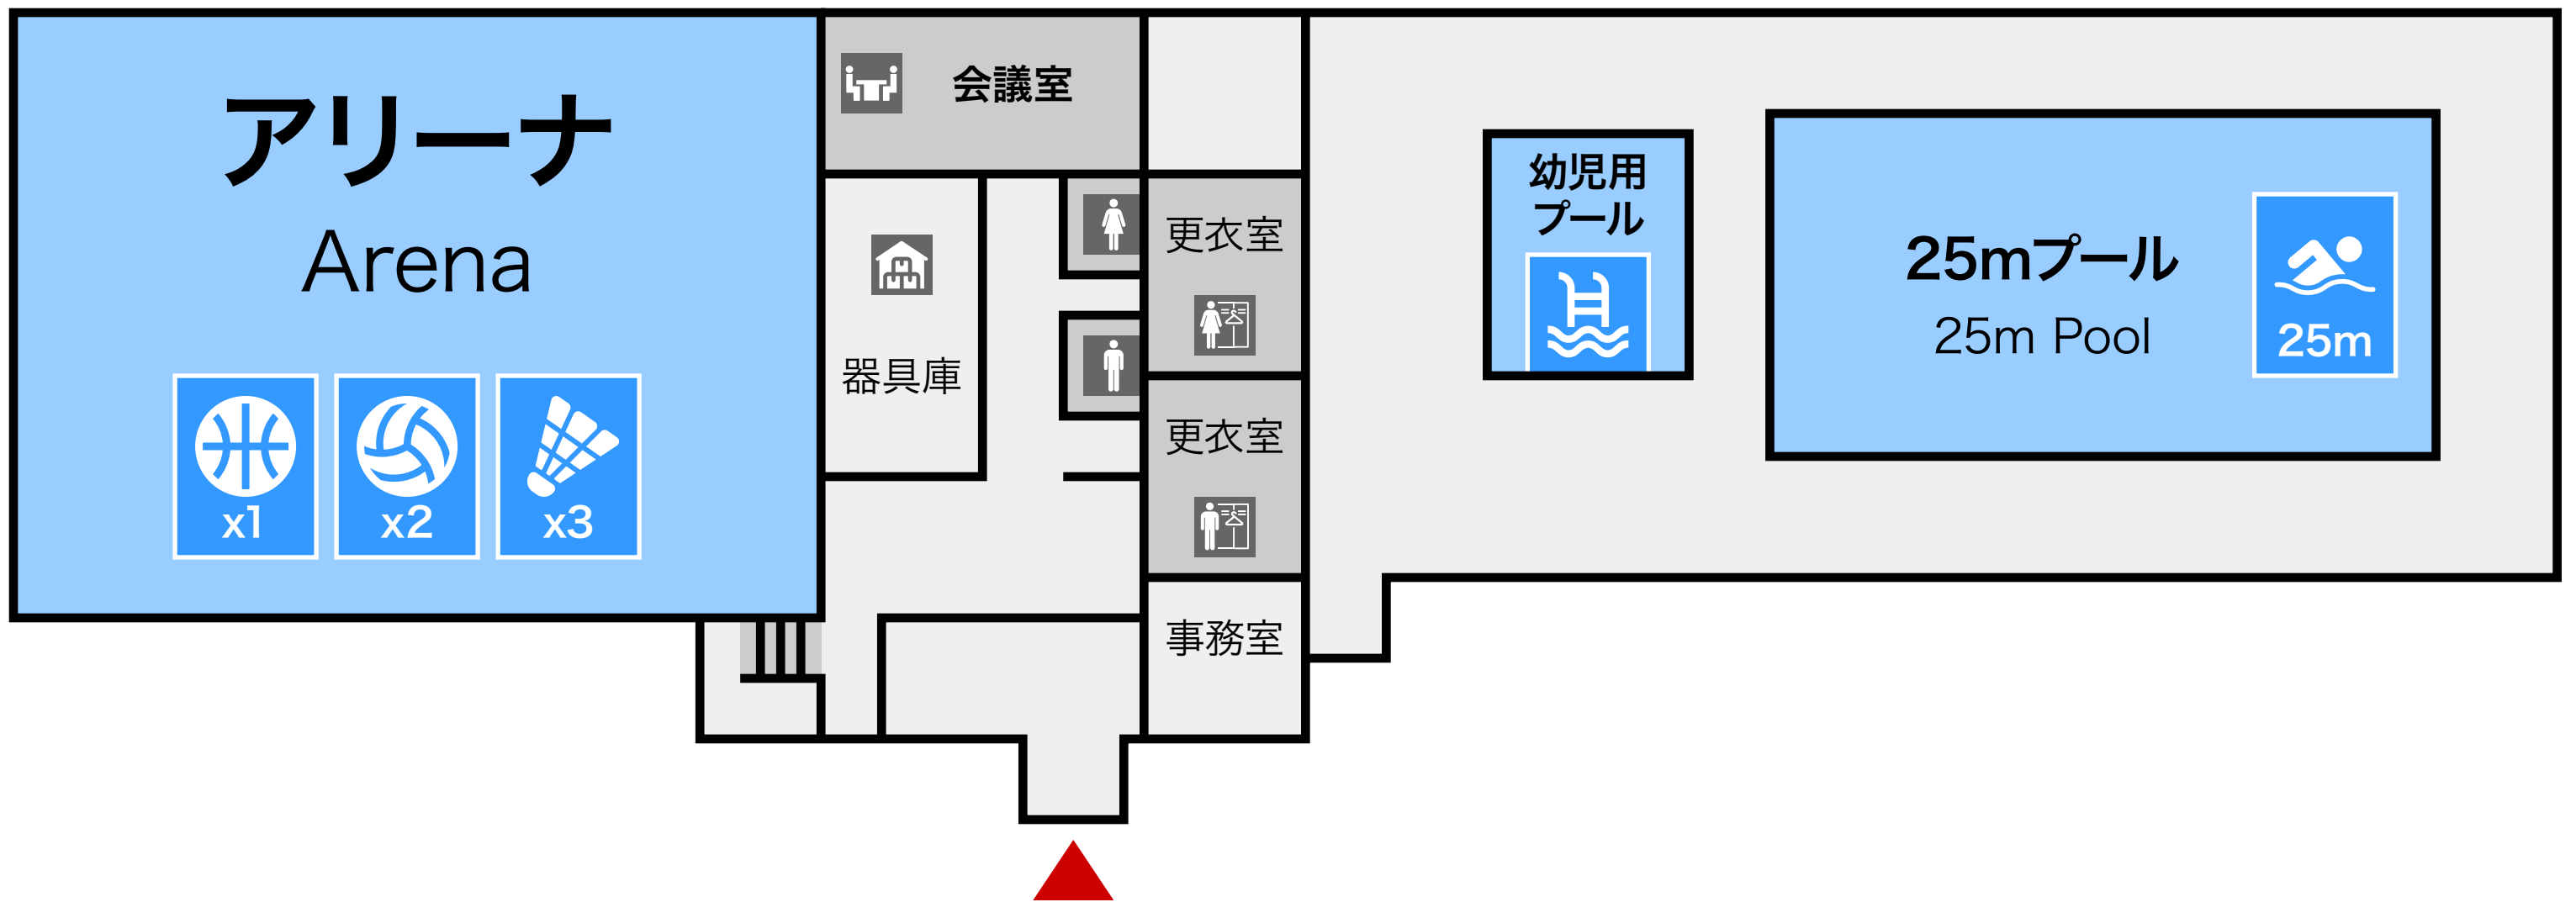 アリーナ
Arena
x1
x2
x3
会議室
器具庫
更衣室
更衣室
事務室
幼児用
プール
25mプール
25m Pool
25m